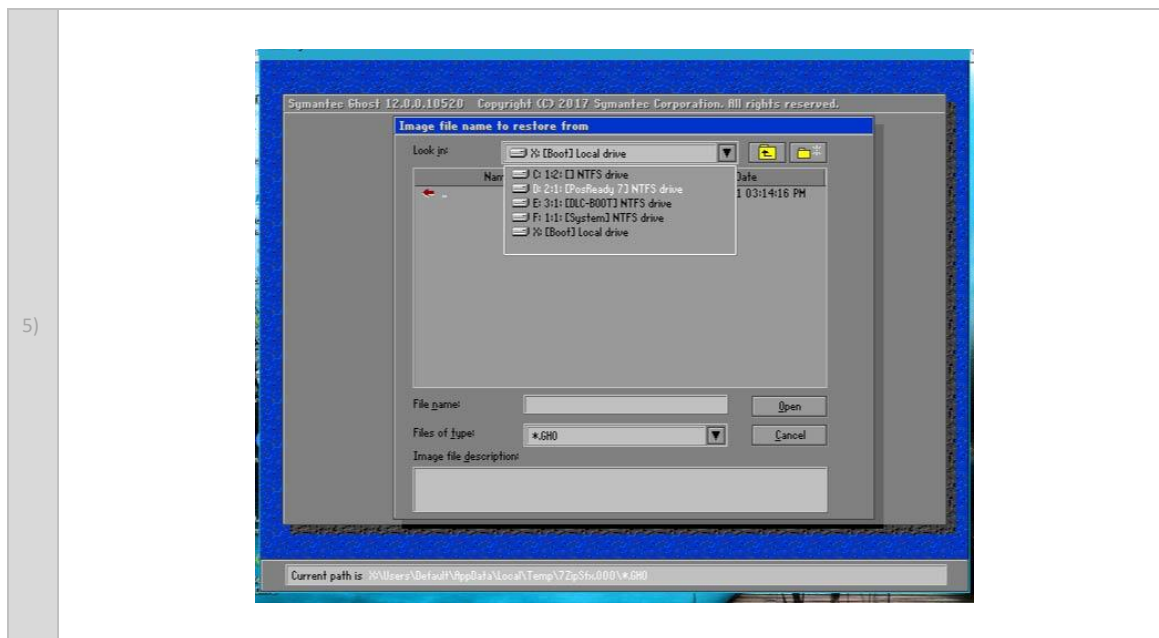 5)
Symantec Ghost 12.0.0.10520 Copyright (C) 2017 Symantec Corporation. All rights reserved.
Image file name to restore from
Look in:
X: [Boot] Local drive
Nam
Date
C: 1:2: [] NTFS drive
D: 2:1: [PosReady 7] NTFS drive
1 03:14:16 PM
E: 3:1: [DLC-BOOT] NTFS drive
F: 1:1: [System] NTFS drive
X: [Boot] Local drive
File name:
Open
Files of type:
*.GHO
Cancel
Image file description:
Current path is X:\Users\Default\AppData\Local\Temp\7ZipSfx.000\*.GHO